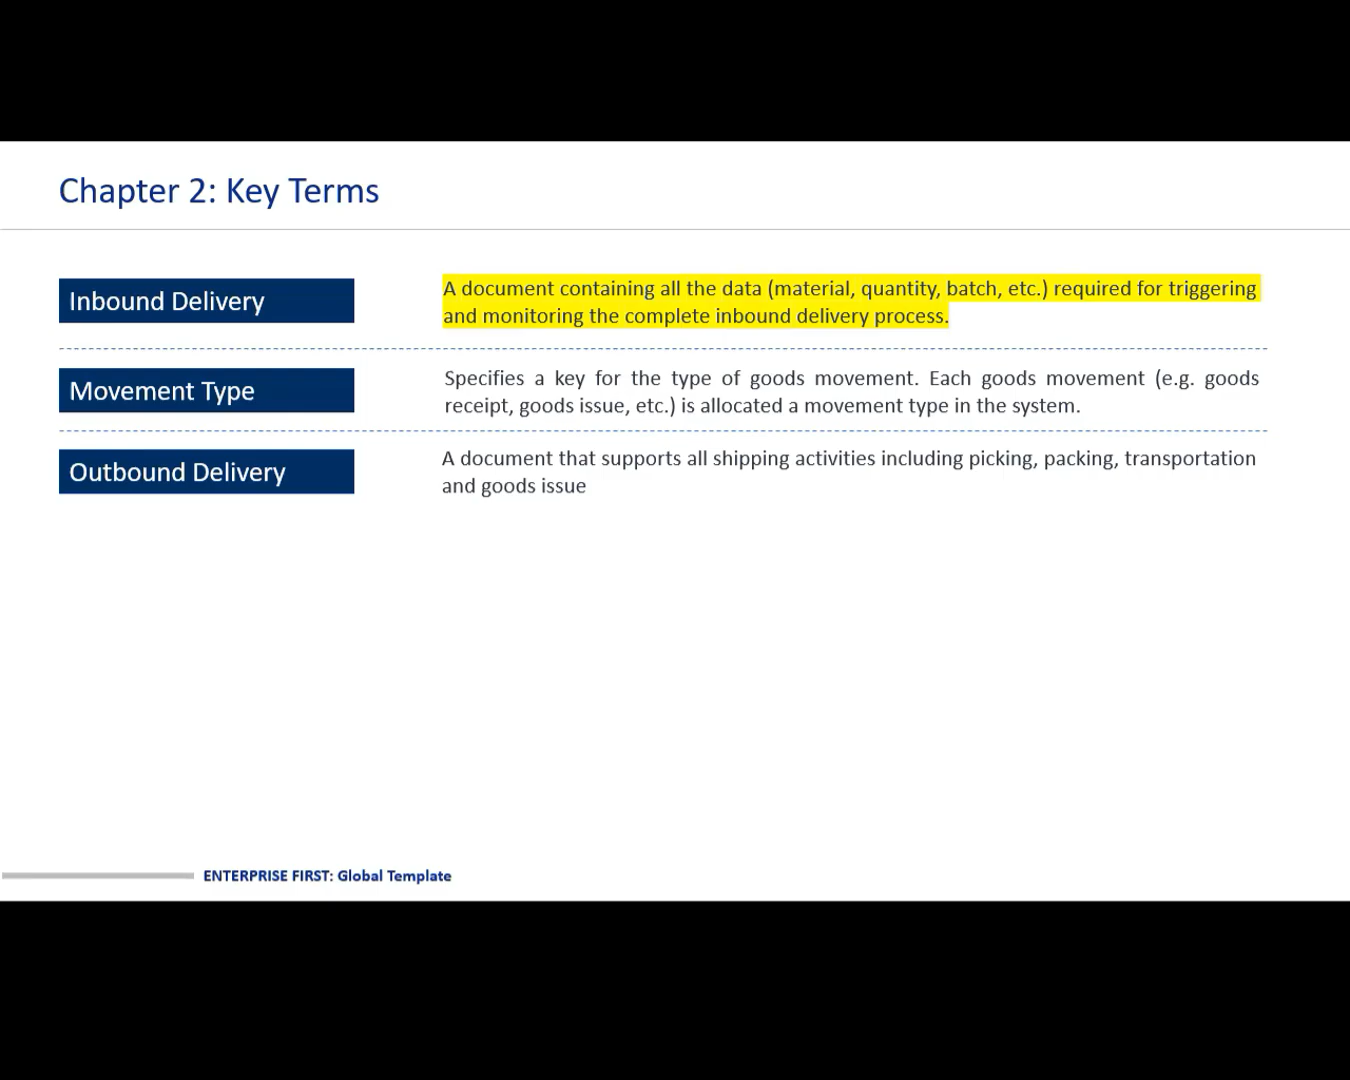 Chapter 2: Key Terms
Inbound Delivery
A document containing all the data (material, quantity, batch, etc.) required for triggering
and monitoring the complete inbound delivery process.
Movement Type
Specifies a key for the type of goods movement. Each goods movement (e.g. goods
receipt, goods issue, etc.) is allocated a movement type in the system.
Outbound Delivery
A document that supports all shipping activities including picking, packing, transportation
and goods issue
ENTERPRISE FIRST: Global Template